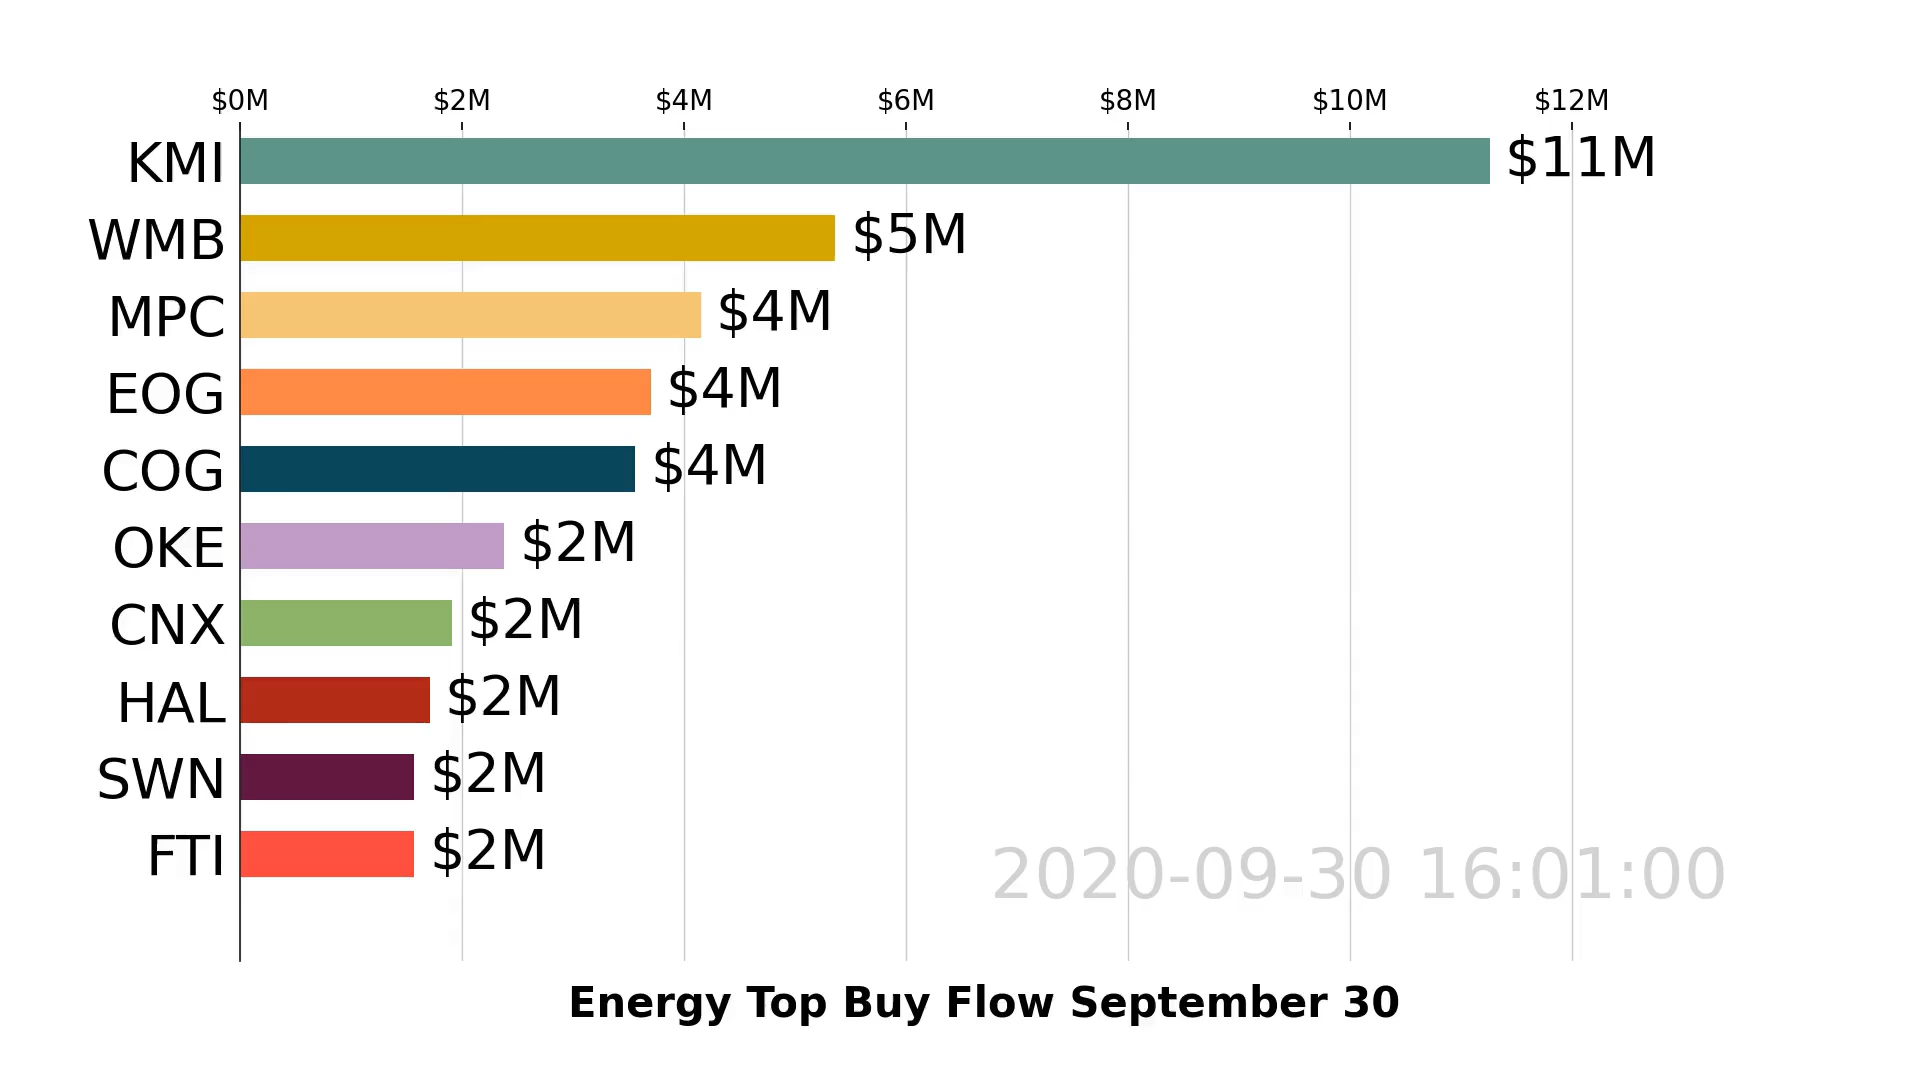 $0M $2M $4M $6M $8M $10M $12M
KMI $11M
WMB $5M
MPC $4M
EOG $4M
COG $4M
OKE $2M
CNX $2M
HAL $2M
SWN $2M
FTI $2M
2020-09-30 16:01:00
Energy Top Buy Flow September 30